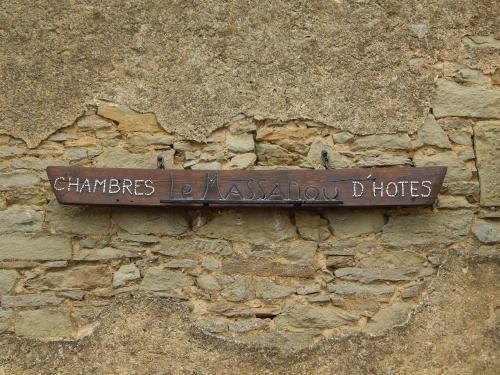 CHAMBRES Le MASSANOU D'HOTES